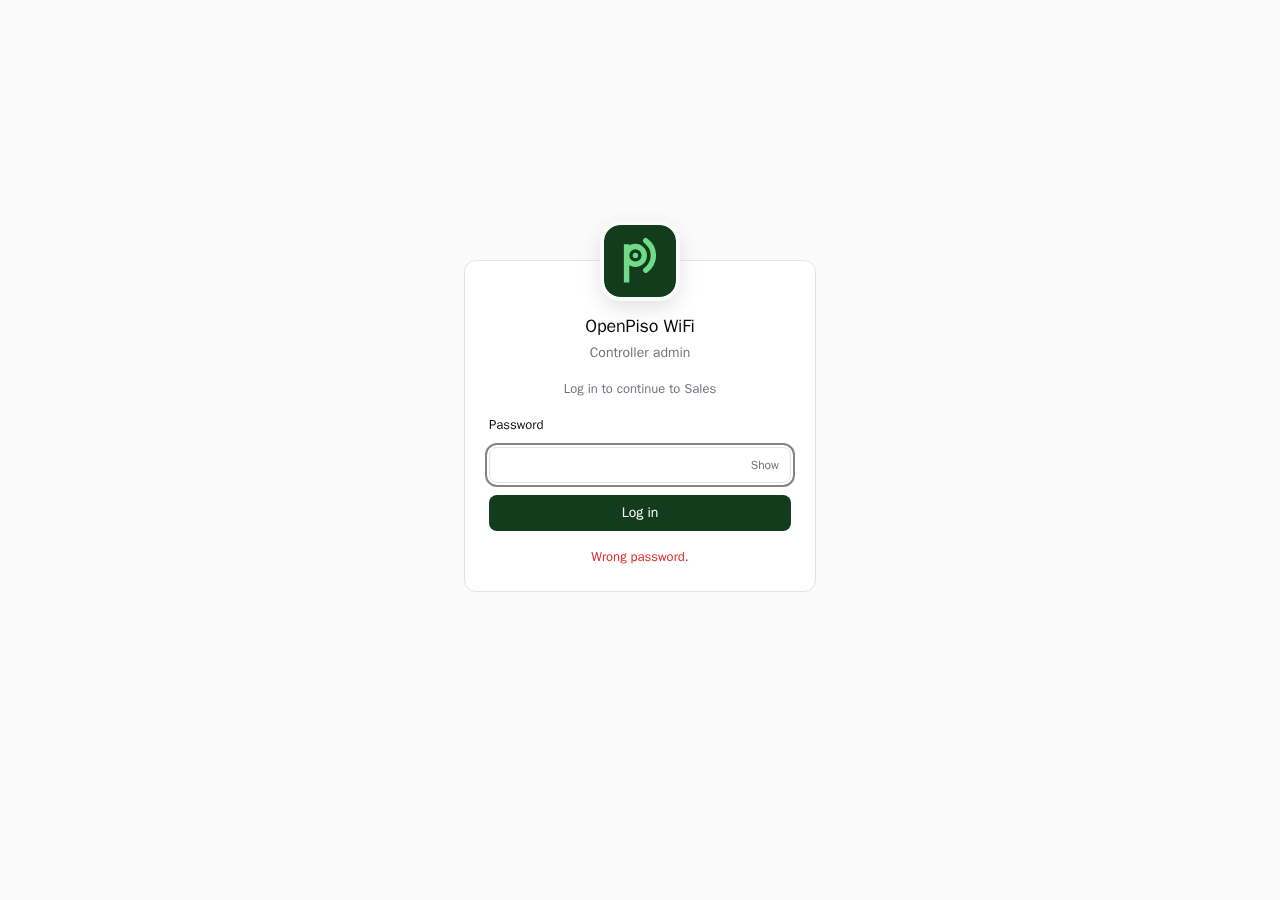 OpenPiso WiFi
Controller admin
Log in to continue to Sales
Password
Show
Log in
Wrong password.